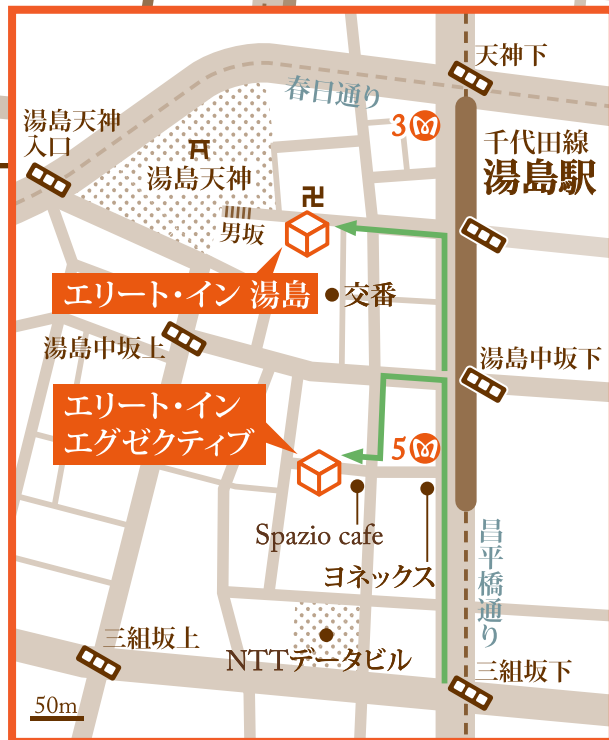 天神下
春日通り
3
湯島天神
入口
千代田線
湯島駅
湯島天神
卍
男坂
エリート・イン 湯島
交番
湯島中坂上
湯島中坂下
エリート・イン
エグゼクティブ
5
Spazio cafe
ヨネックス
昌平橋通り
三組坂上
NTTデータビル
三組坂下
50m